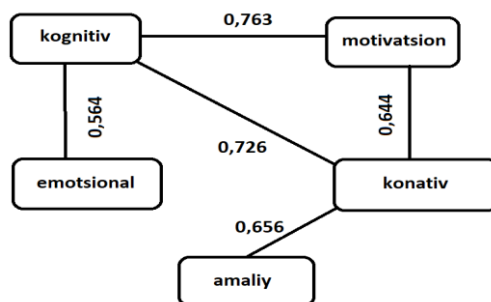 0,763
kognitiv
motivatsion
0,564
0,644
0,726
emotsional
konativ
0,656
amaliy